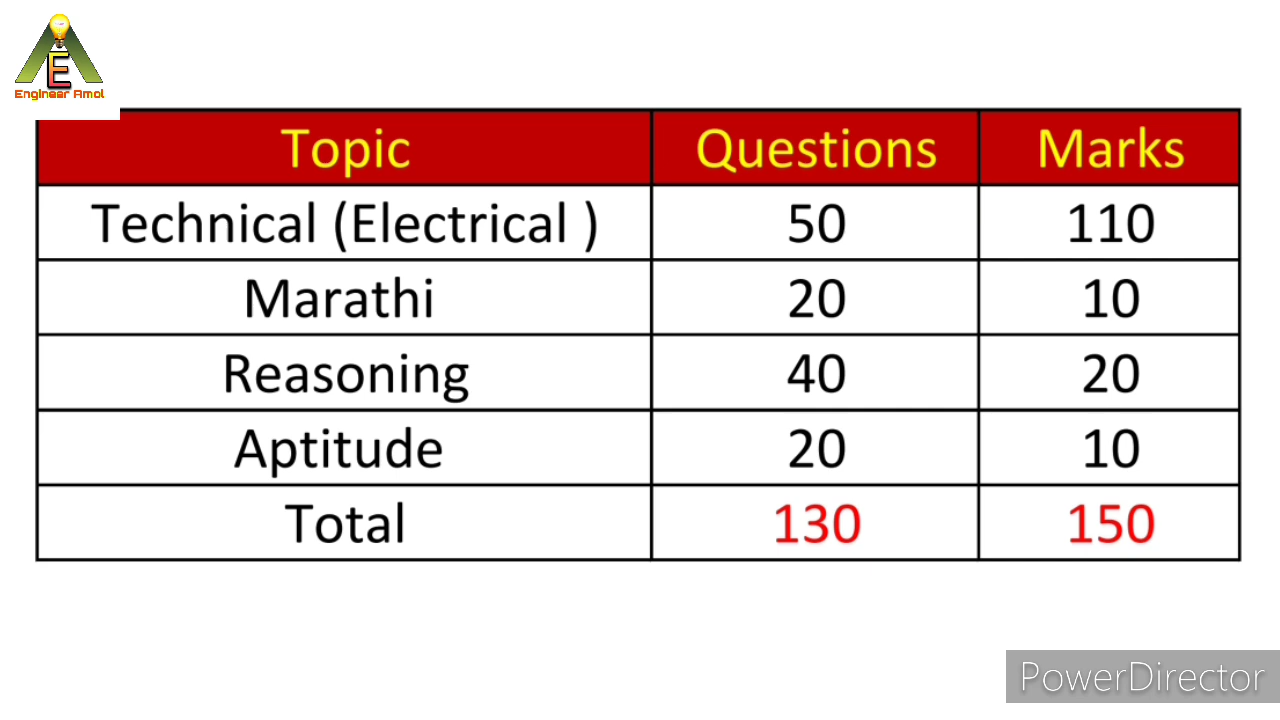 Engineer Amol
Topic Questions Marks
Technical (Electrical ) 50 110
Marathi 20 10
Reasoning 40 20
Aptitude 20 10
Total 130 150
PowerDirector